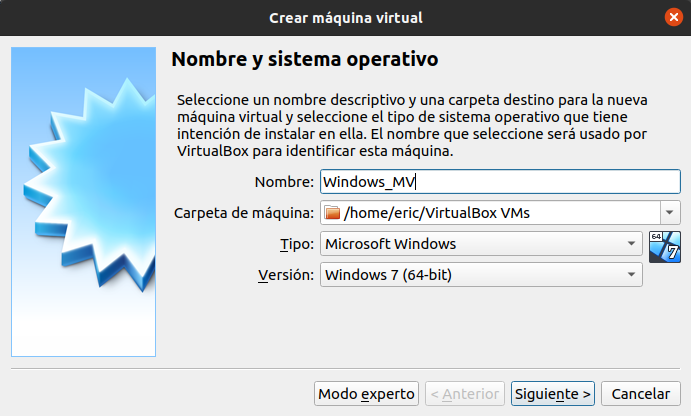 Crear máquina virtual
Nombre y sistema operativo
Seleccione un nombre descriptivo y una carpeta destino para la nueva
máquina virtual y seleccione el tipo de sistema operativo que tiene
intención de instalar en ella. El nombre que seleccione será usado por
VirtualBox para identificar esta máquina.
Nombre: Windows_MV
Carpeta de máquina: /home/eric/VirtualBox VMs
Tipo: Microsoft Windows
64
7
Versión: Windows 7 (64-bit)
Modo experto < Anterior Siguiente > Cancelar